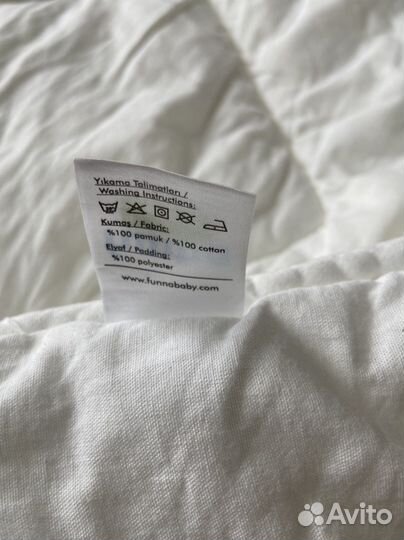 Yıkama Talimatları /
Washing Instructions:
Kumaş / Fabric:
%100 pamuk / %100 cotton
Elyaf / Padding:
%100 polyester
www.funnababy.com
Avito